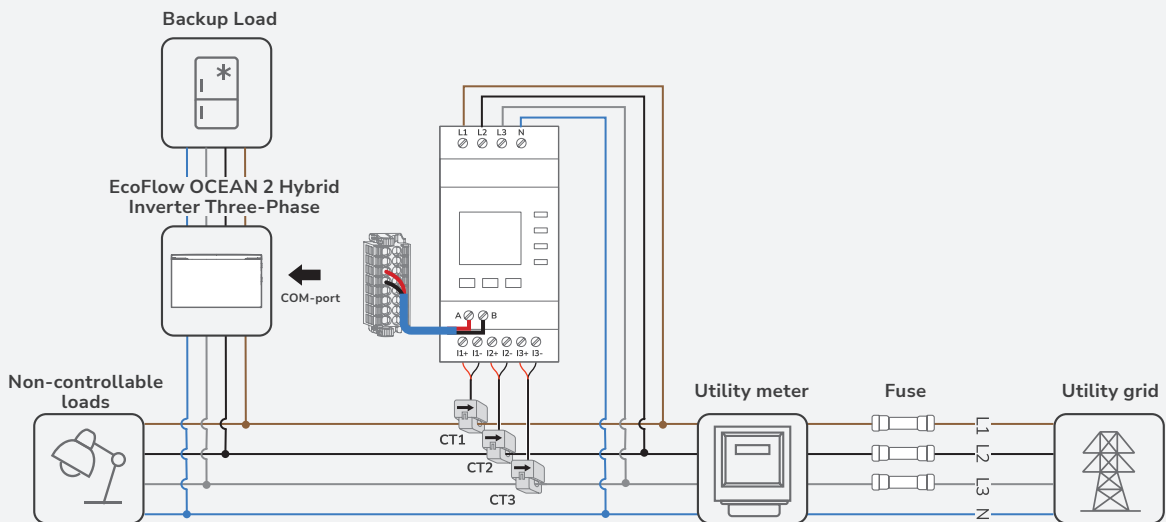 Backup Load
EcoFlow OCEAN 2 Hybrid
Inverter Three-Phase
COM-port
L1 L2 L3 N
A B
I1+ I1- I2+ I2- I3+ I3-
Non-controllable
loads
CT1
CT2
CT3
Utility meter
Fuse
Utility grid
L1
L2
L3
N